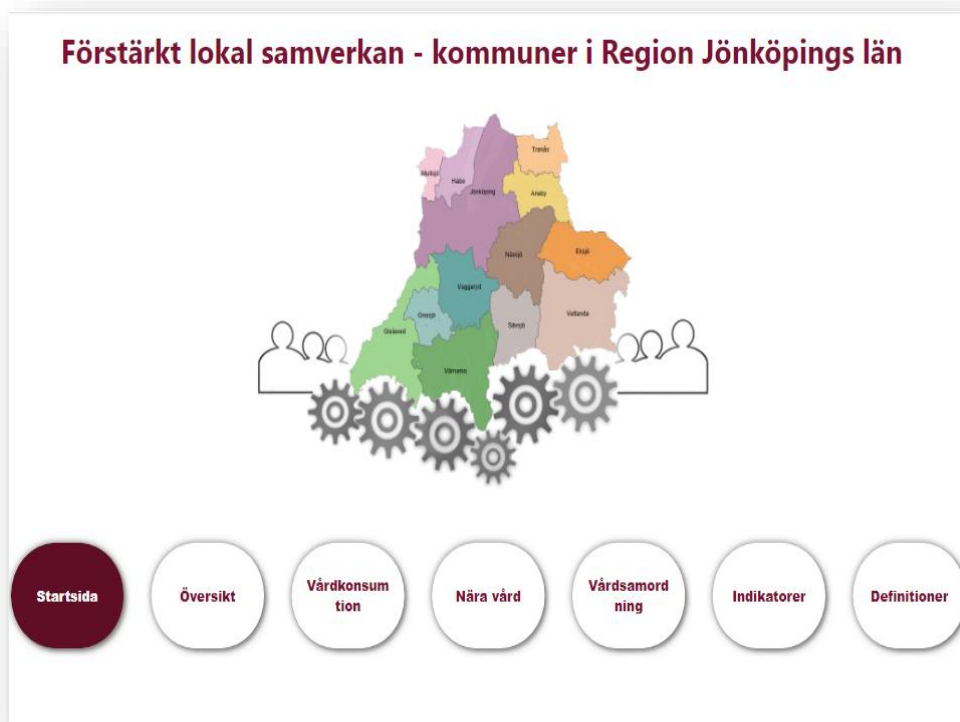 Förstärkt lokal samverkan - kommuner i Region Jönköpings län
Tranås
Mullsjö
Habo
Jönköping
Aneby
Nässjö
Eksjö
Vaggeryd
Gnosjö
Vetlanda
Sävsjö
Gislaved
Värnamo
Startsida
Översikt
Vårdkonsum
tion
Nära vård
Vårdsamord
ning
Indikatorer
Definitioner